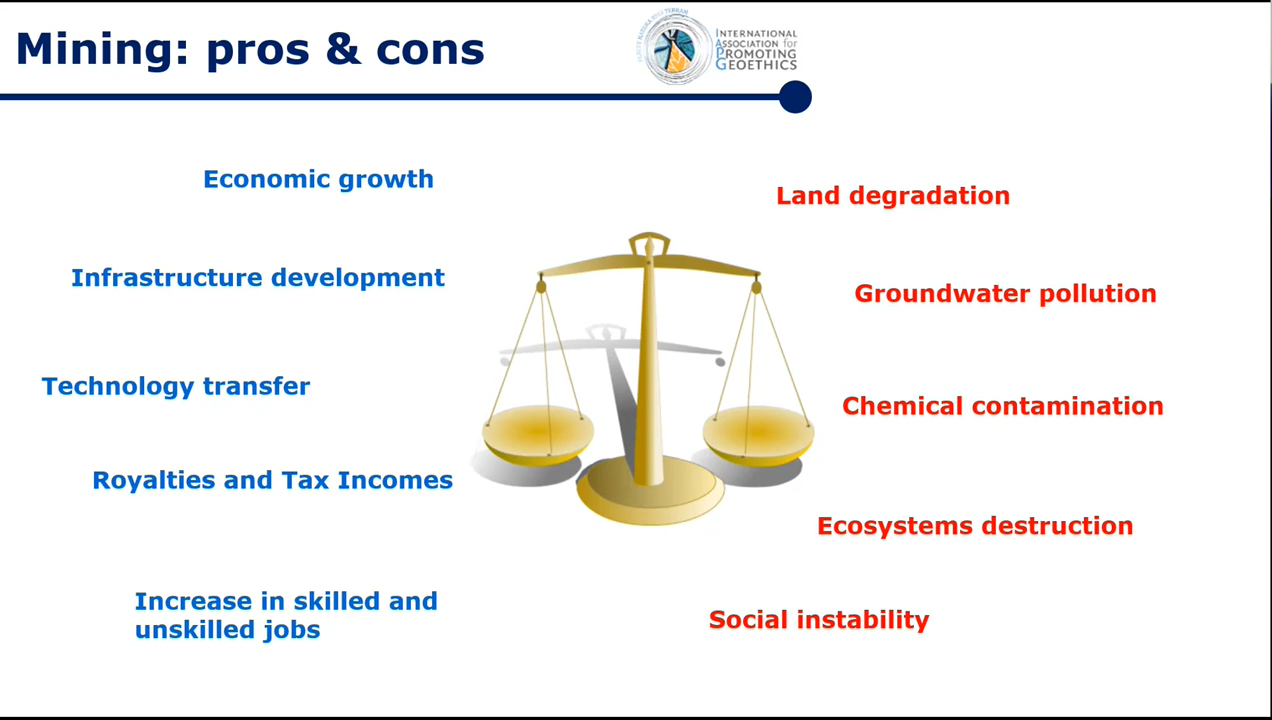 Mining: pros & cons
INTERNATIONAL
ASSOCIATION for
PROMOTING
GEOETHICS
Economic growth
Infrastructure development
Technology transfer
Royalties and Tax Incomes
Increase in skilled and
unskilled jobs
Land degradation
Groundwater pollution
Chemical contamination
Ecosystems destruction
Social instability